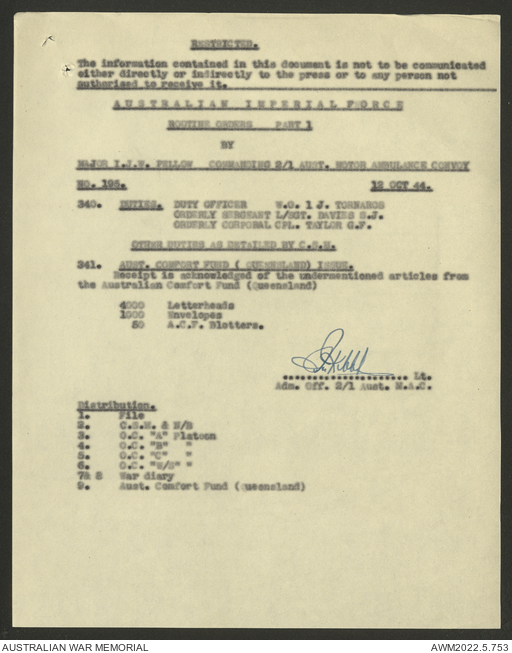 RESTRICTED.
The information contained in this document is not to be communicated
either directly or indirectly to the press or to any person not
authorised to receive it.
AUSTRALIAN IMPERIAL FORCE
ROUTINE ORDERS PART 1
BY
MAJOR I.J.W. PELLOW COMMANDING 2/1 AUST. MOTOR AMBULANCE CONVOY
NO. 195. 12 OCT 44.
340. DUTIES. DUTY OFFICER W.O. 1 J. TORNAROS
ORDERLY SERGEANT L/SGT. DAVIES S.J.
ORDERLY CORPORAL CPL. TAYLOR G.F.
OTHER DUTIES AS DETAILED BY C.S.M.
341. AUST. COMFORT FUND ( QUEENSLAND) ISSUE.
Receipt is acknowledged of the undermentioned articles from
the Australian Comfort Fund (Queensland)
4000 Letterheads
1000 Envelopes
50 A.C.F. Blotters.
Lt.
Adm. Off. 2/1 Aust. M.A.C.
Distribution.
1. File
2. C.S.M. & N/B
3. O.C. "A" Platoon
4. O.C. "B" "
5. O.C. "C" "
6. O.C. "W/S" "
7& 8 War diary
9. Aust. Comfort Fund (Queensland)
AUSTRALIAN WAR MEMORIAL AWM2022.5.753